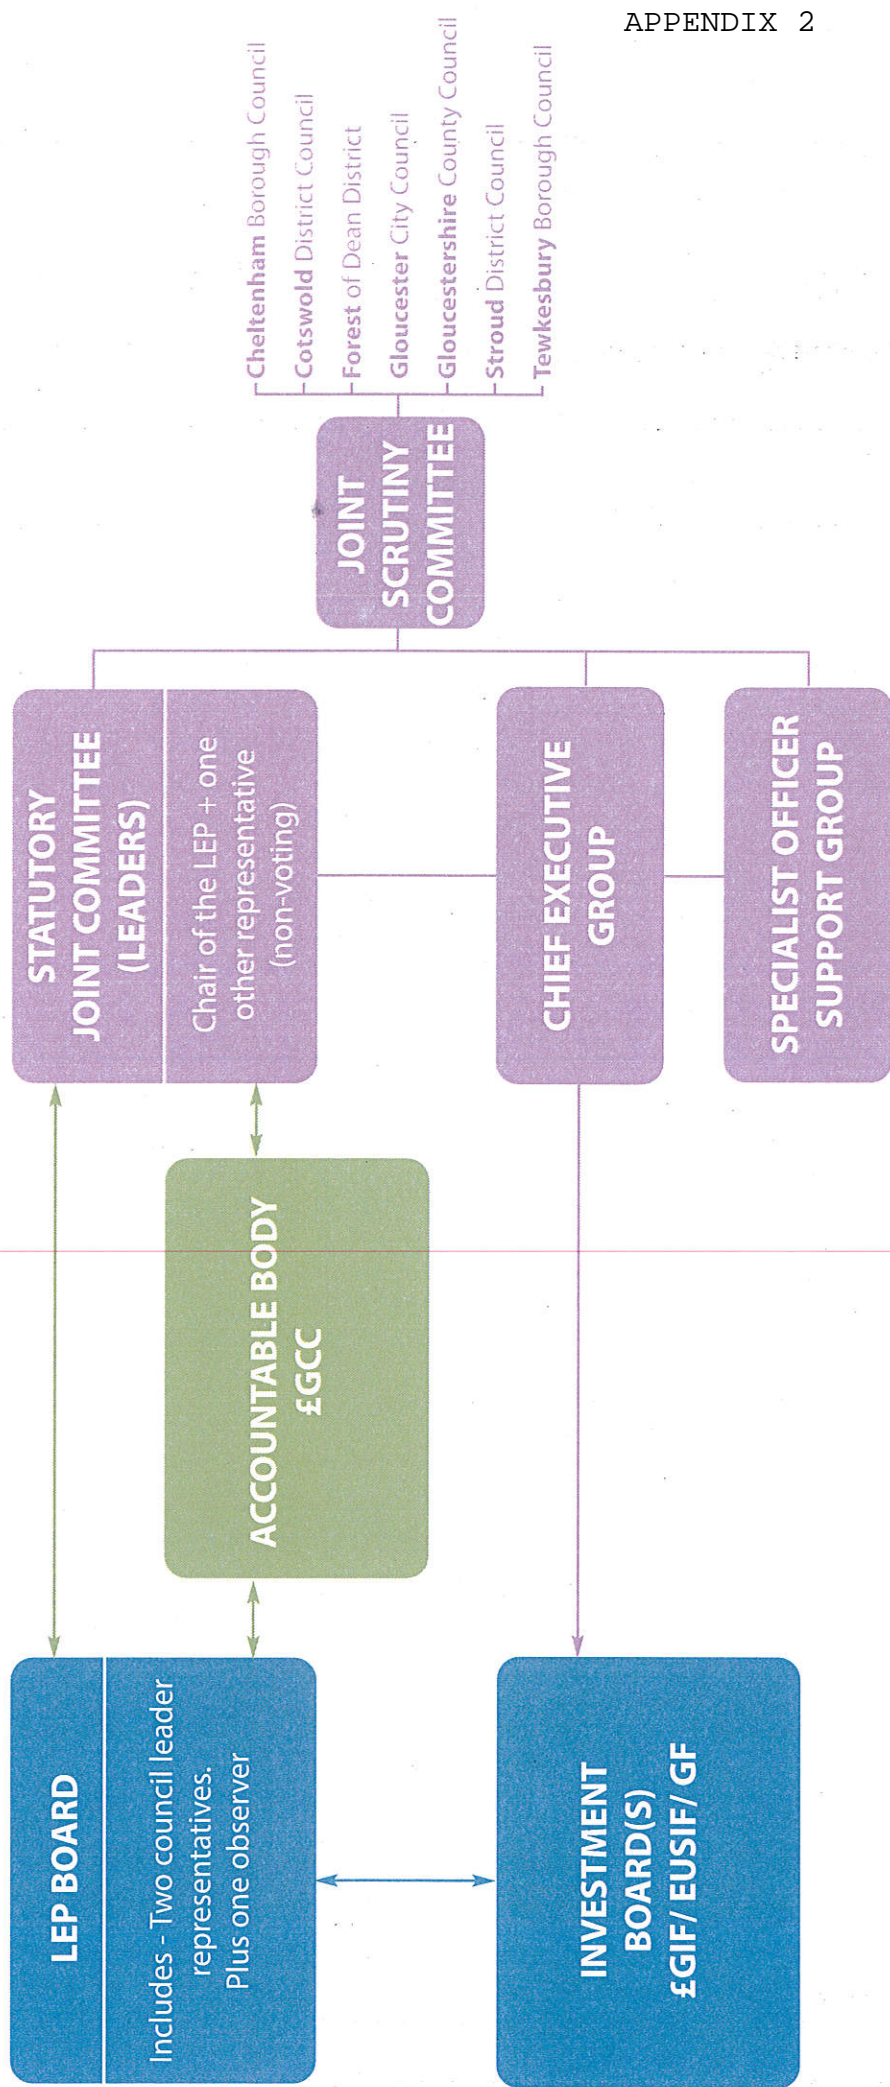 APPENDIX 2
LEP BOARD
Includes - Two council leader
representatives.
Plus one observer
INVESTMENT
BOARD(S)
£GIF/ EUSIF/ GF
ACCOUNTABLE BODY
£GCC
STATUTORY
JOINT COMMITTEE
(LEADERS)
Chair of the LEP + one
other representative
(non-voting)
CHIEF EXECUTIVE
GROUP
SPECIALIST OFFICER
SUPPORT GROUP
JOINT
SCRUTINY
COMMITTEE
Cheltenham Borough Council
Cotswold District Council
Forest of Dean District
Gloucester City Council
Gloucestershire County Council
Stroud District Council
Tewkesbury Borough Council